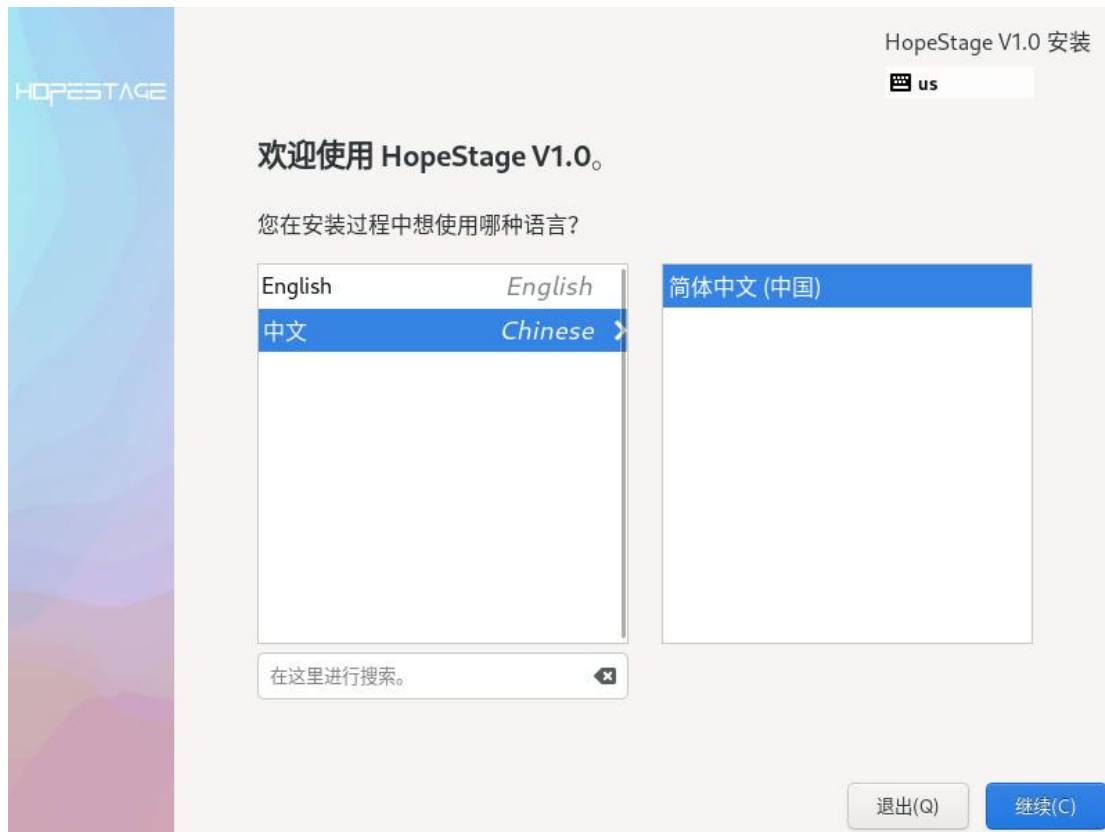 HOPESTAGE
HopeStage V1.0 安装
us
欢迎使用 HopeStage V1.0。
您在安装过程中想使用哪种语言?
English English
中文 Chinese
简体中文 (中国)
在这里进行搜索。
退出(Q) 继续(C)